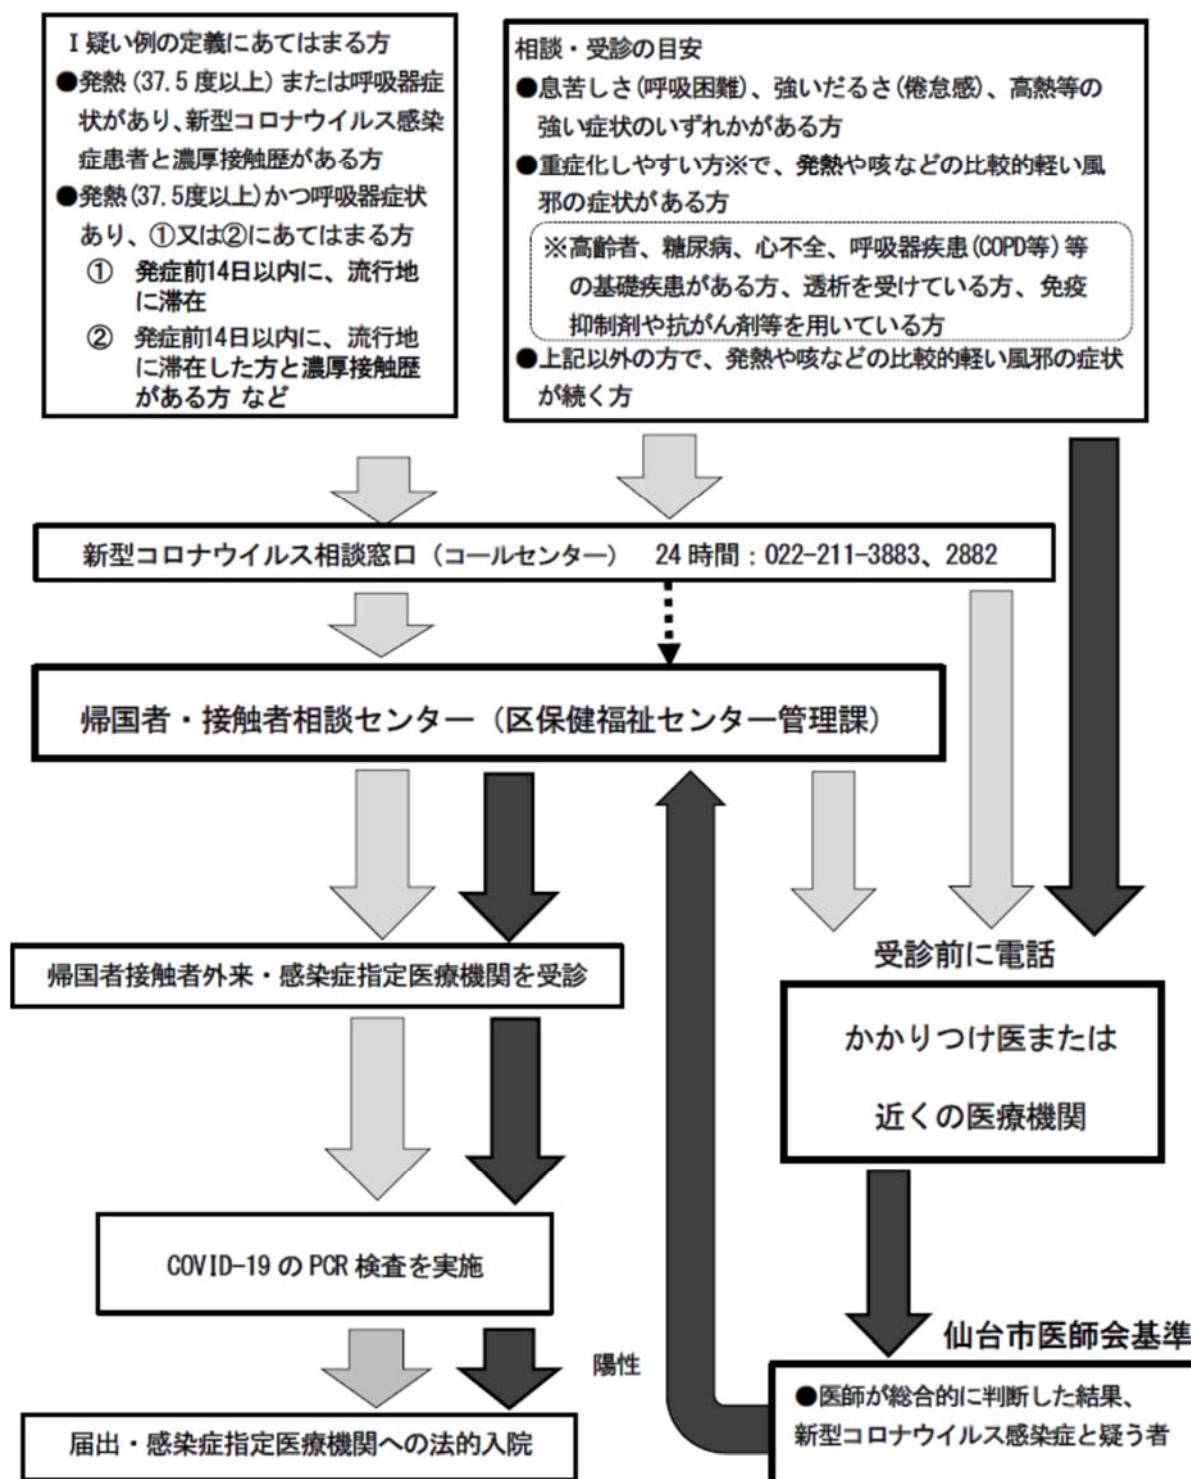 Ⅰ疑い例の定義にあてはまる方
●発熱(37.5度以上)または呼吸器症
状があり、新型コロナウイルス感染
症患者と濃厚接触歴がある方
●発熱(37.5度以上)かつ呼吸器症状
あり、①又は②にあてはまる方
① 発症前14日以内に、流行地
に滞在
② 発症前14日以内に、流行地
に滞在した方と濃厚接触歴
がある方 など
相談・受診の目安
●息苦しさ(呼吸困難)、強いだるさ(倦怠感)、高熱等の
強い症状のいずれかがある方
●重症化しやすい方※で、発熱や咳などの比較的軽い風
邪の症状がある方
※高齢者、糖尿病、心不全、呼吸器疾患(COPD等)等
の基礎疾患がある方、透析を受けている方、免疫
抑制剤や抗がん剤等を用いている方
●上記以外の方で、発熱や咳などの比較的軽い風邪の症状
が続く方
新型コロナウイルス相談窓口(コールセンター) 24時間:022-211-3883、2882
帰国者・接触者相談センター(区保健福祉センター管理課)
帰国者接触者外来・感染症指定医療機関を受診
受診前に電話
かかりつけ医または
近くの医療機関
COVID-19のPCR検査を実施
仙台市医師会基準
陽性
●医師が総合的に判断した結果、
新型コロナウイルス感染症と疑う者
届出・感染症指定医療機関への法的入院